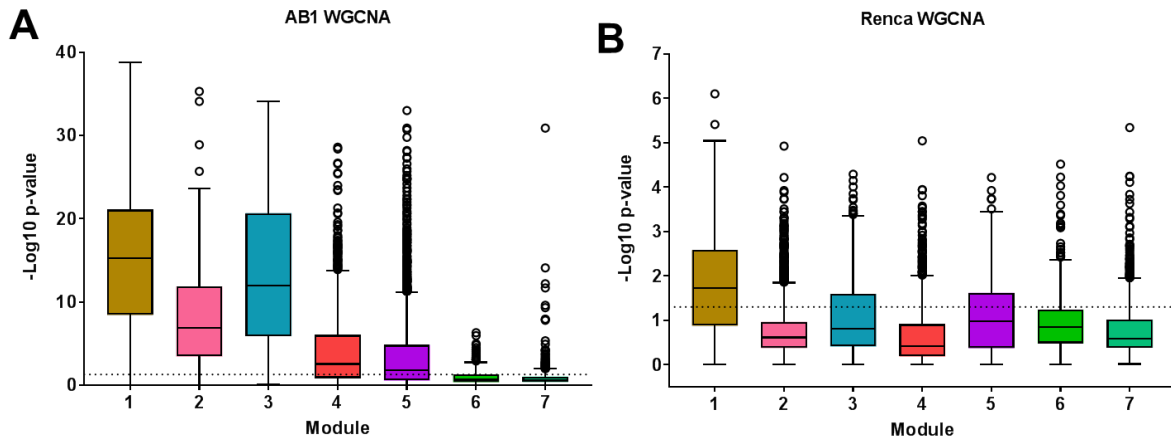 A
AB1 WGCNA
-Log10 p-value
40
30
20
10
0
1 2 3 4 5 6 7
Module
B
Renca WGCNA
-Log10 p-value
7
6
5
4
3
2
1
0
1 2 3 4 5 6 7
Module